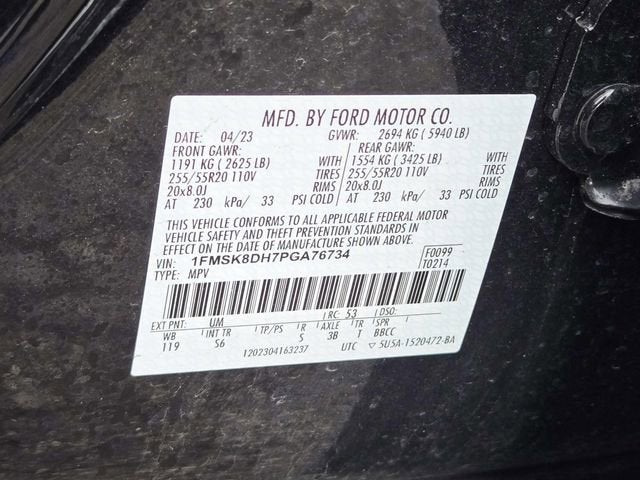 MFD. BY FORD MOTOR CO.
DATE: 04/23 GVWR: 2694 KG ( 5940 LB)
FRONT GAWR: REAR GAWR:
1191 KG ( 2625 LB) WITH 1554 KG ( 3425 LB) WITH
255/55R20 110V TIRES 255/55R20 110V TIRES
20x8.0J RIMS 20x8.0J RIMS
AT 230 kPa/ 33 PSI COLD AT 230 kPa/ 33 PSI COLD
THIS VEHICLE CONFORMS TO ALL APPLICABLE FEDERAL MOTOR
VEHICLE SAFETY AND THEFT PREVENTION STANDARDS IN
EFFECT ON THE DATE OF MANUFACTURE SHOWN ABOVE.
VIN: 1FMSK8DH7PGA76734 F0099
TYPE: MPV T0214
EXT PNT: UM RC: 53 DSO:
WB INT TR TP/PS R AXLE TR SPR
119 S6 S 3B T BBCC
1202304163237 UTC ▽ 5U5A-1520472-BA